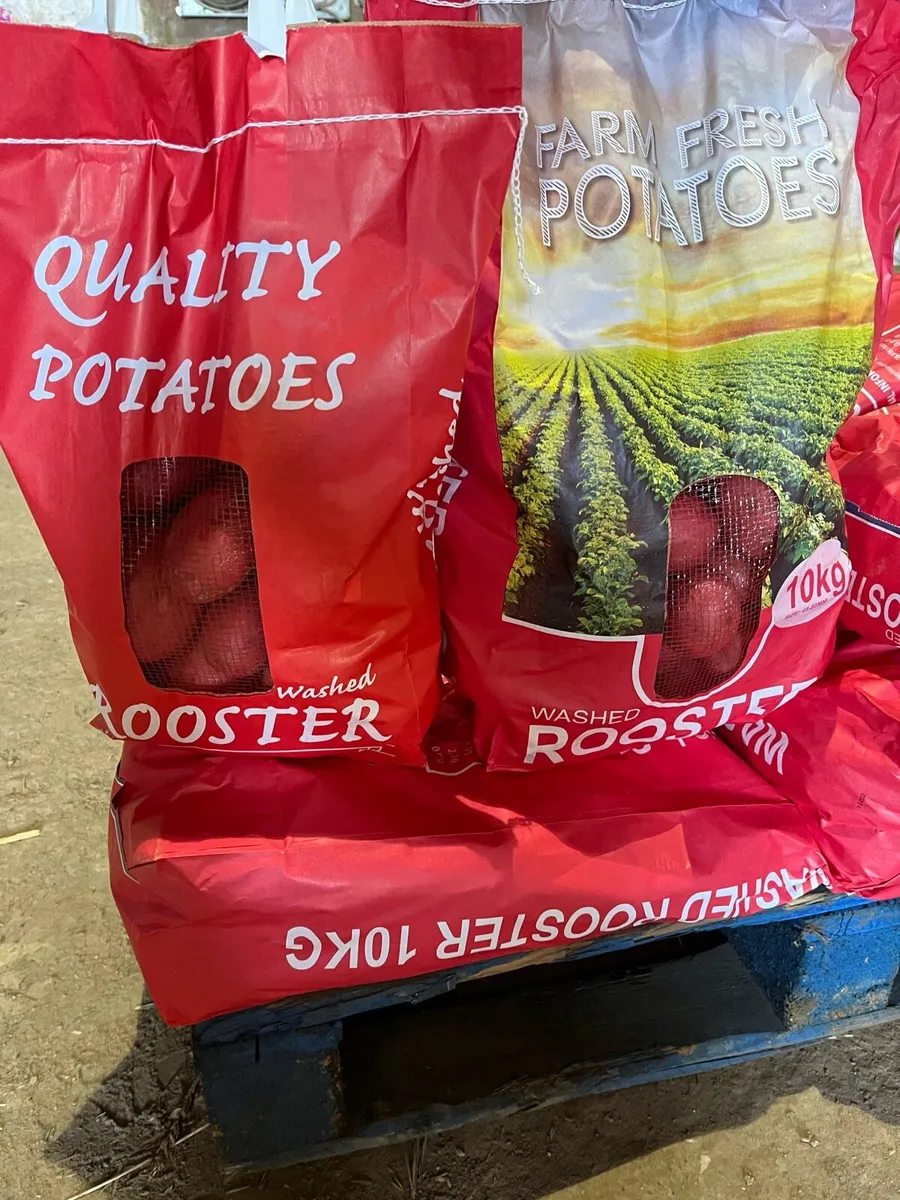 QUALITY
POTATOES
Washed
ROOSTER
FARM FRESH
POTATOES
10kg
WASHED
ROOSTER
WASHED ROOSTER 10KG